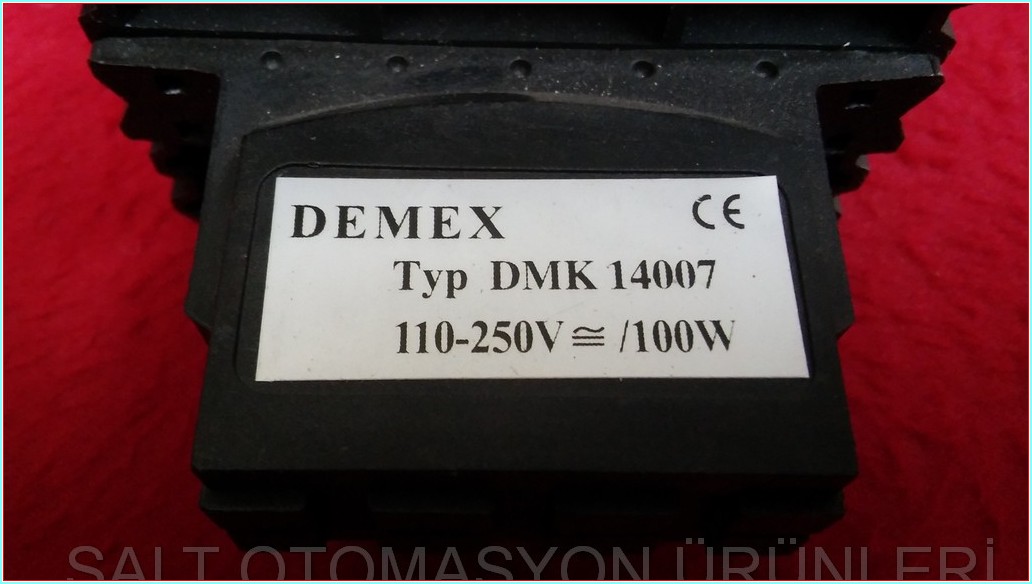 DEMEX CE
Typ DMK 14007
110-250V≅ /100W
SALT OTOMASYON ÜRÜNLERİ